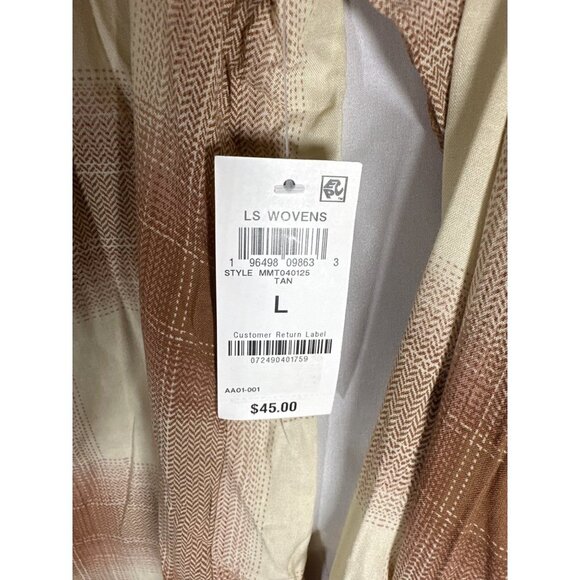 LS WOVENS
1 96498 09863 3
STYLE MMT040125
TAN
L
Customer Return Label
072490401759
AA01-001
$45.00